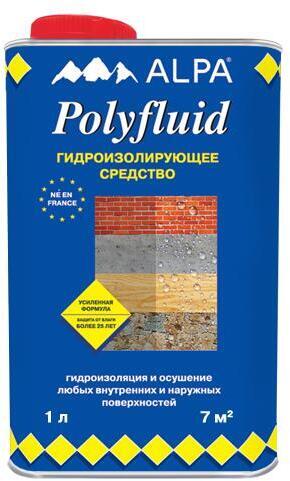 ALPA®
Polyfluid
ГИДРОИЗОЛИРУЮЩЕЕ
СРЕДСТВО
NÉ EN
FRANCE
УСИЛЕННАЯ
ФОРМУЛА
ЗАЩИТА ОТ ВЛАГИ
БОЛЕЕ 25 ЛЕТ
гидроизоляция и осушение
любых внутренних и наружных
поверхностей
1 л
7 м²